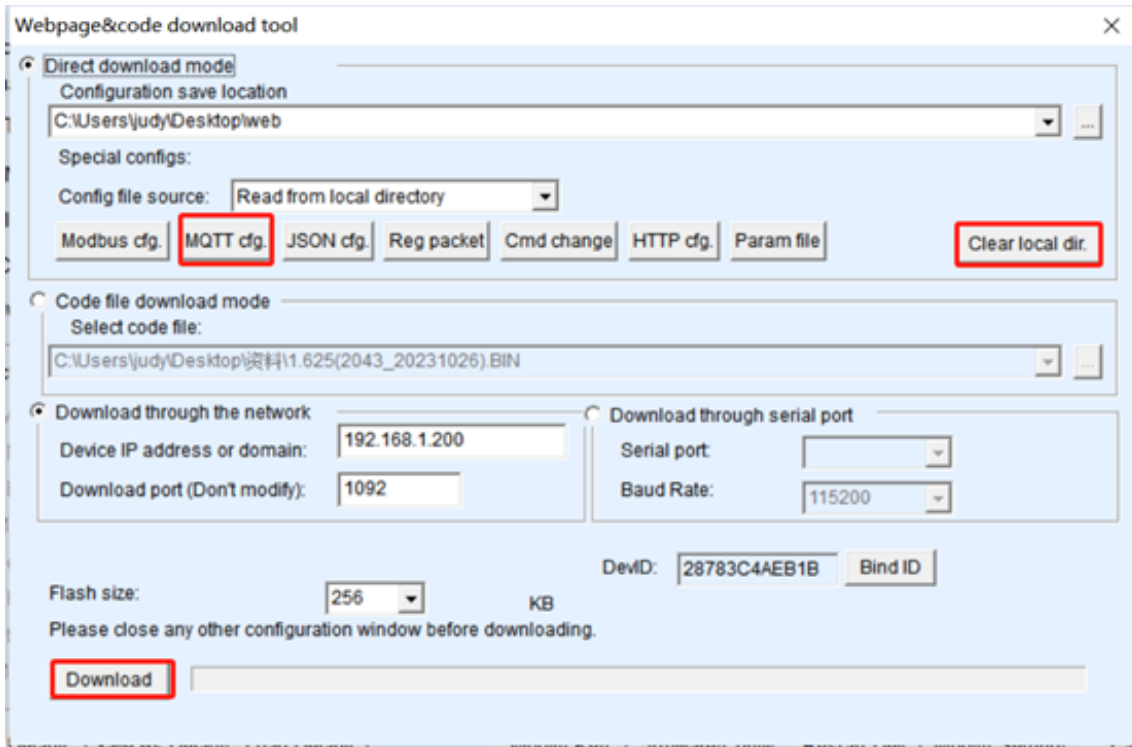 Webpage&code download tool
Direct download mode
Configuration save location
C:\Users\judy\Desktop\web
...
Special configs:
Config file source: Read from local directory
Modbus cfg. MQTT cfg. JSON cfg. Reg packet Cmd change HTTP cfg. Param file Clear local dir.
Code file download mode
Select code file:
C:\Users\judy\Desktop\资料\1.625(2043_20231026).BIN
...
Download through the network Download through serial port
Device IP address or domain: 192.168.1.200 Serial port:
Download port (Don't modify): 1092 Baud Rate: 115200
DevID: 28783C4AEB1B Bind ID
Flash size: 256 KB
Please close any other configuration window before downloading.
Download